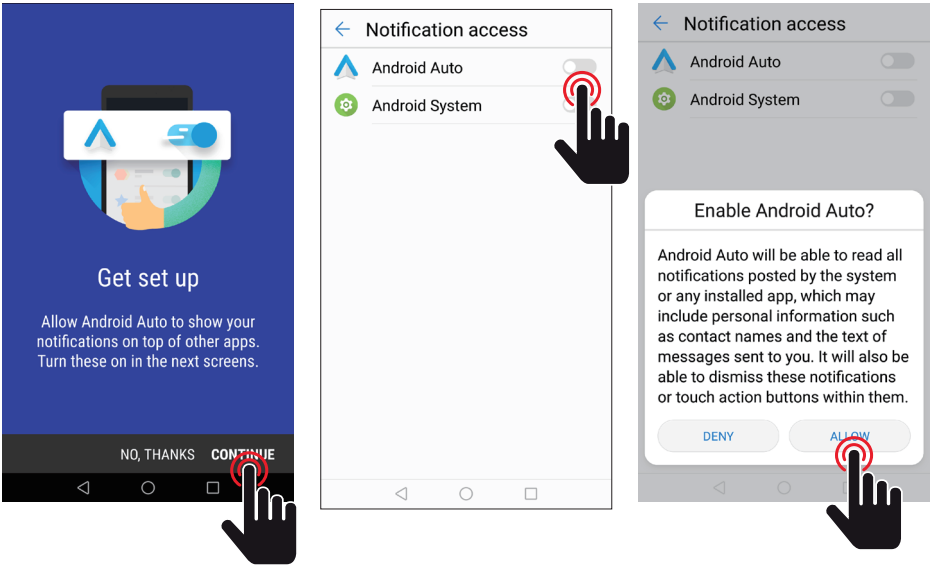 Get set up
Allow Android Auto to show your
notifications on top of other apps.
Turn these on in the next screens.
NO, THANKS CONTINUE
Notification access
Android Auto
Android System
Notification access
Android Auto
Android System
Enable Android Auto?
Android Auto will be able to read all
notifications posted by the system
or any installed app, which may
include personal information such
as contact names and the text of
messages sent to you. It will also be
able to dismiss these notifications
or touch action buttons within them.
DENY ALLOW